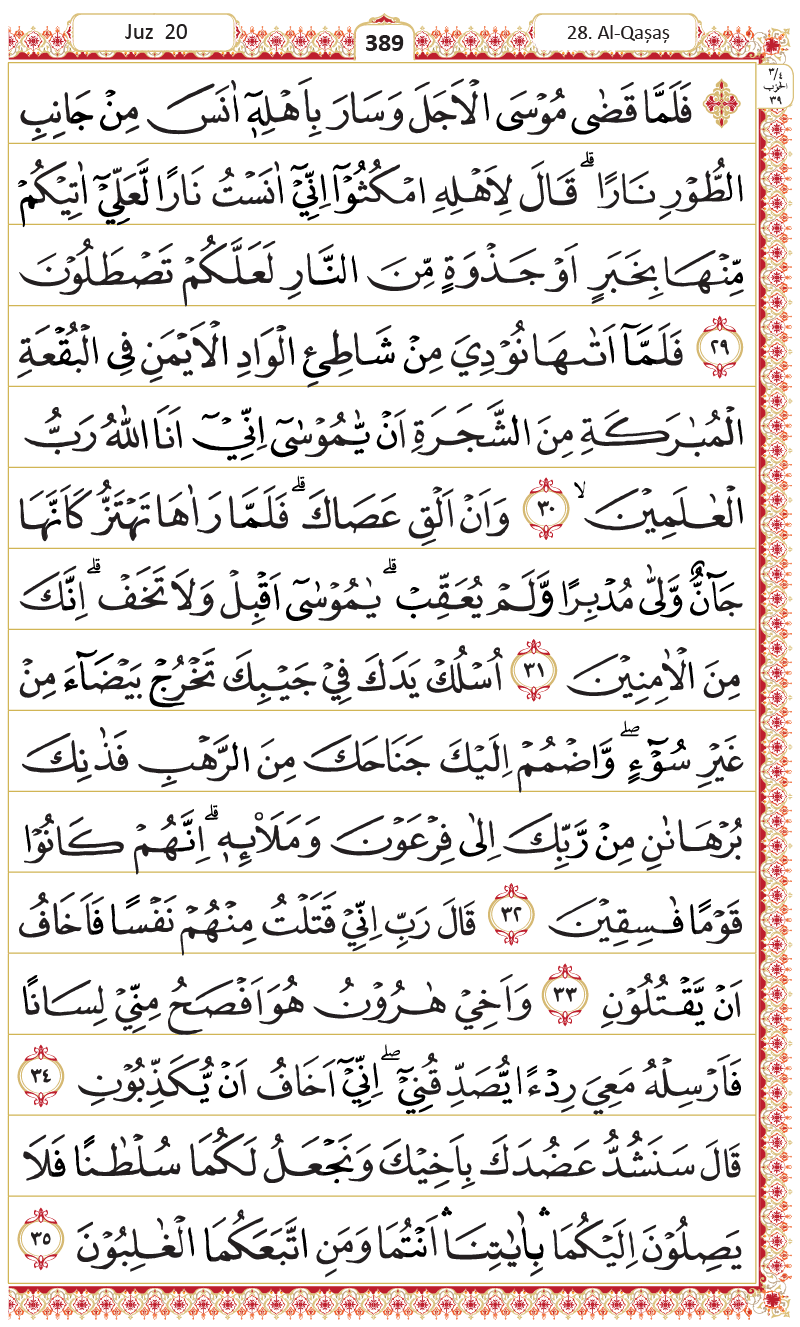 Juz 20
389
28. Al-Qaṣaṣ
٣/٤
الحزب
٣٩
۞ فَلَمَّا قَضٰى مُوْسَى الْاَجَلَ وَسَارَ بِاَهْلِهٖٓ اٰنَسَ مِنْ جَانِبِ
الطُّوْرِ نَارًا ۗ قَالَ لِاَهْلِهِ امْكُثُوْٓا اِنِّيْٓ اٰنَسْتُ نَارًا لَّعَلِّيْٓ اٰتِيْكُمْ
مِّنْهَا بِخَبَرٍ اَوْ جَذْوَةٍ مِّنَ النَّارِ لَعَلَّكُمْ تَصْطَلُوْنَ
٢٩ فَلَمَّآ اَتٰىهَا نُوْدِيَ مِنْ شَاطِئِ الْوَادِ الْاَيْمَنِ فِى الْبُقْعَةِ
الْمُبٰرَكَةِ مِنَ الشَّجَرَةِ اَنْ يّٰمُوْسٰٓى اِنِّيْٓ اَنَا اللّٰهُ رَبُّ
الْعٰلَمِيْنَ ۙ ٣٠ وَاَنْ اَلْقِ عَصَاكَ ۗ فَلَمَّا رَاٰهَا تَهْتَزُّ كَاَنَّهَا
جَاۤنٌّ وَّلّٰى مُدْبِرًا وَّلَمْ يُعَقِّبْ ۗ يٰمُوْسٰٓى اَقْبِلْ وَلَا تَخَفْ ۗ اِنَّكَ
مِنَ الْاٰمِنِيْنَ ٣١ اُسْلُكْ يَدَكَ فِيْ جَيْبِكَ تَخْرُجْ بَيْضَاۤءَ مِنْ
غَيْرِ سُوْۤءٍ ۖ وَّاضْمُمْ اِلَيْكَ جَنَاحَكَ مِنَ الرَّهْبِ فَذٰنِكَ
بُرْهَانٰنِ مِنْ رَّبِّكَ اِلٰى فِرْعَوْنَ وَمَلَا۟ىِٕهٖ ۗ اِنَّهُمْ كَانُوْا
قَوْمًا فٰسِقِيْنَ ٣٢ قَالَ رَبِّ اِنِّيْ قَتَلْتُ مِنْهُمْ نَفْسًا فَاَخَافُ
اَنْ يَّقْتُلُوْنِ ٣٣ وَاَخِيْ هٰرُوْنُ هُوَ اَفْصَحُ مِنِّيْ لِسَانًا
فَاَرْسِلْهُ مَعِيَ رِدْءًا يُّصَدِّقُنِيْٓ ۖ اِنِّيْٓ اَخَافُ اَنْ يُّكَذِّبُوْنِ ٣٤
قَالَ سَنَشُدُّ عَضُدَكَ بِاَخِيْكَ وَنَجْعَلُ لَكُمَا سُلْطٰنًا فَلَا
يَصِلُوْنَ اِلَيْكُمَا ۛ بِاٰيٰتِنَا ۛ اَنْتُمَا وَمَنِ اتَّبَعَكُمَا الْغٰلِبُوْنَ ٣٥